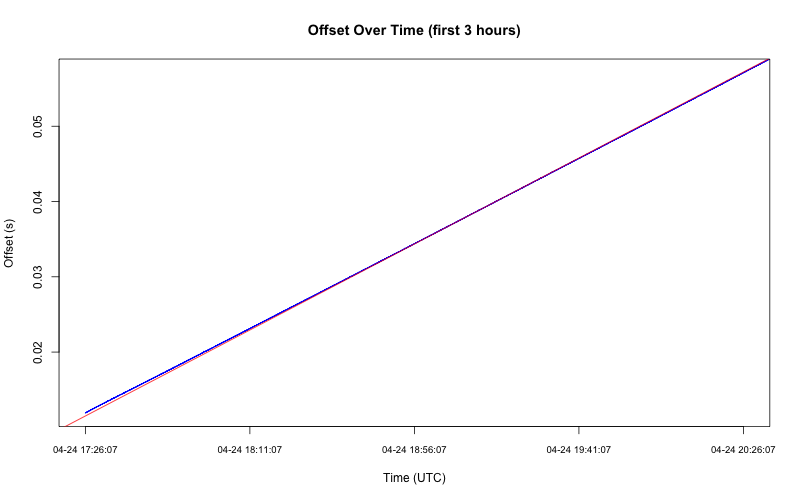 Offset Over Time (first 3 hours)
Offset (s)
0.05
0.04
0.03
0.02
04-24 17:26:07 04-24 18:11:07 04-24 18:56:07 04-24 19:41:07 04-24 20:26:07
Time (UTC)